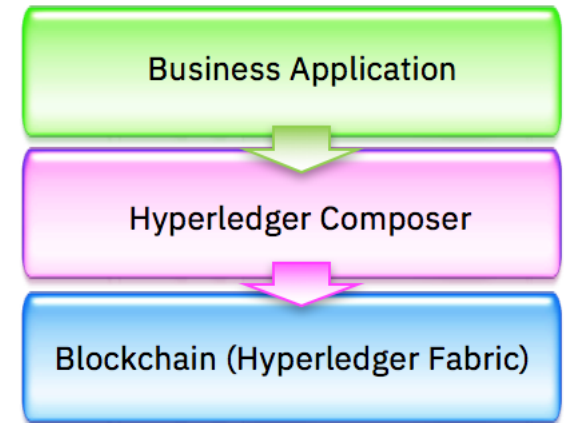 Business Application
Hyperledger Composer
Blockchain (Hyperledger Fabric)